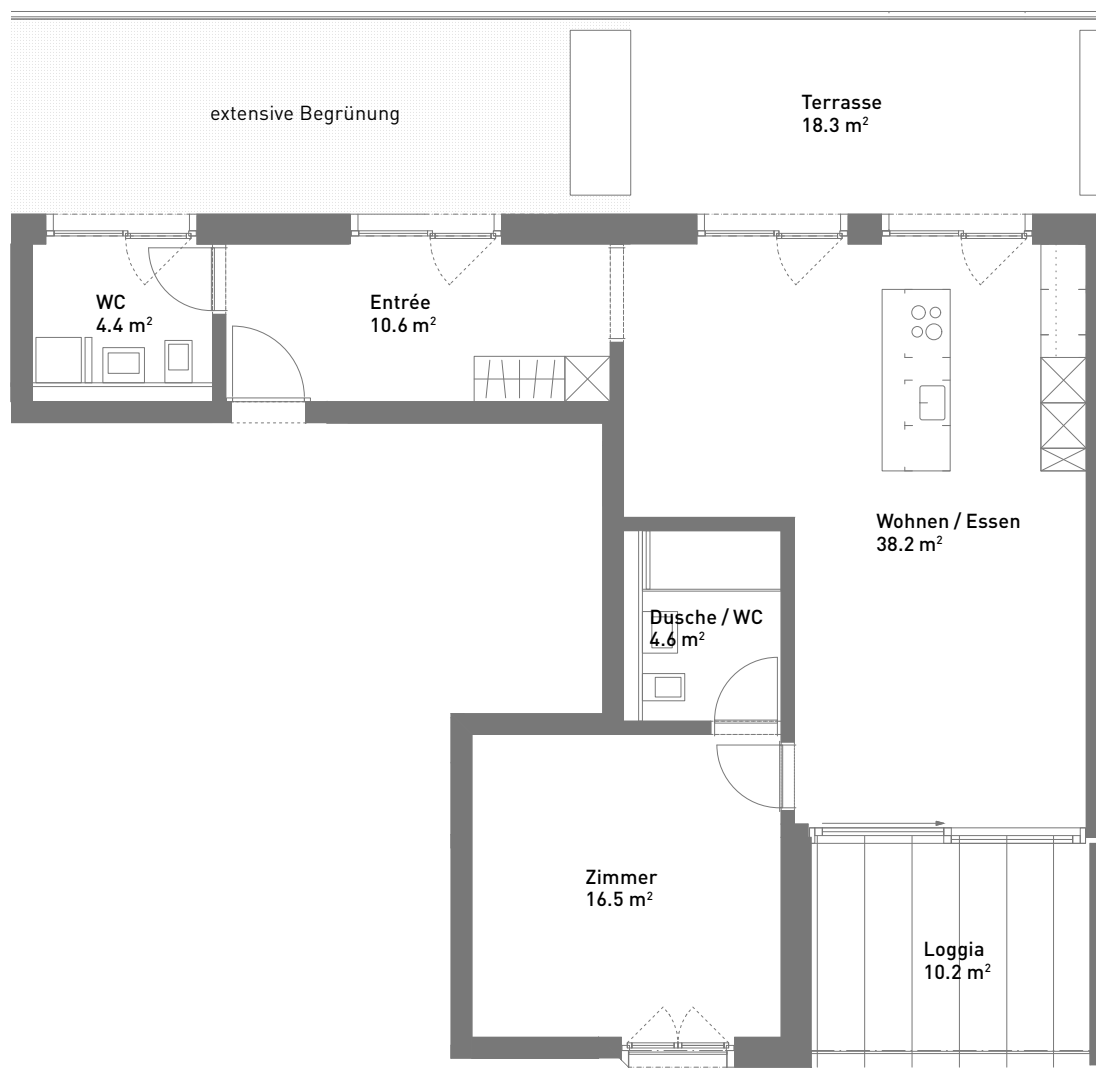 extensive Begrünung
Terrasse
18.3 m²
WC
4.4 m²
Entrée
10.6 m²
Wohnen / Essen
38.2 m²
Dusche / WC
4.6 m²
Zimmer
16.5 m²
Loggia
10.2 m²